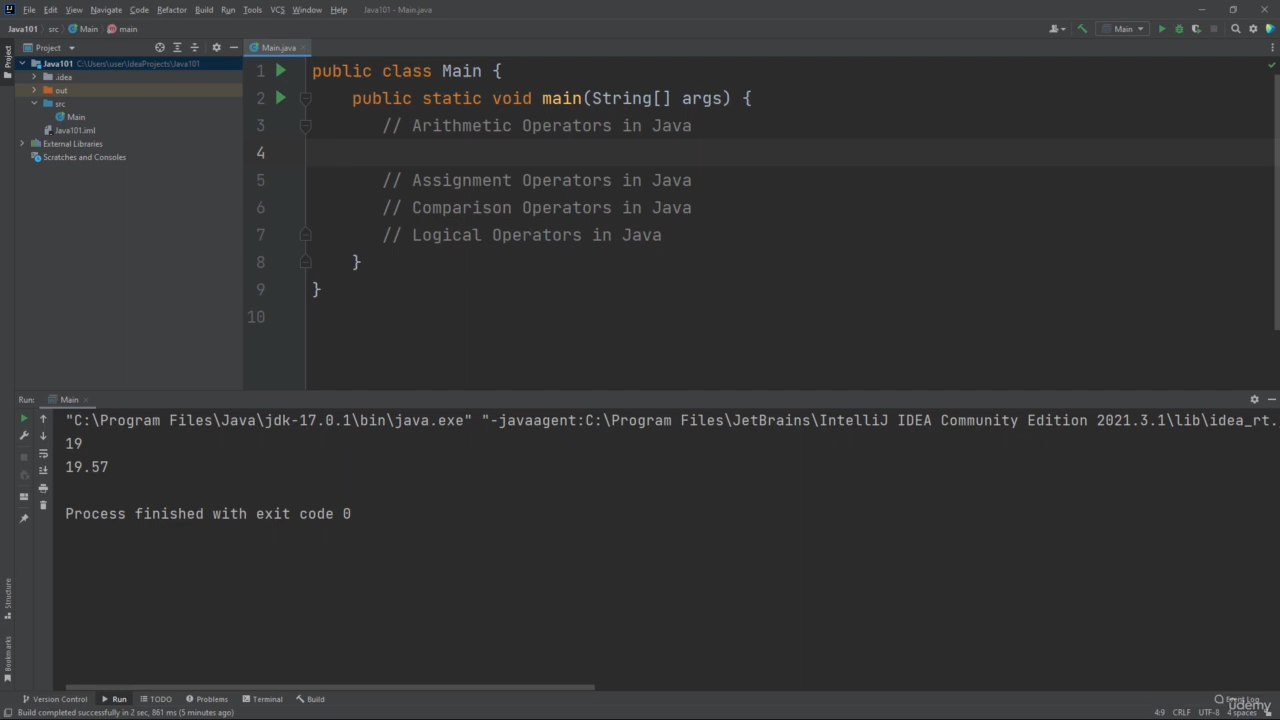 File Edit View Navigate Code Refactor Build Run Tools VCS Window Help Java101 - Main.java
Java101 src Main main Main
Project Main.java
Project
Java101 C:\Users\user\IdeaProjects\Java101
.idea
out
src
Main
Java101.iml
External Libraries
Scratches and Consoles
1 public class Main {
2 public static void main(String[] args) {
3 // Arithmetic Operators in Java
4
5 // Assignment Operators in Java
6 // Comparison Operators in Java
7 // Logical Operators in Java
8 }
9 }
10
Run: Main
"C:\Program Files\Java\jdk-17.0.1\bin\java.exe" "-javaagent:C:\Program Files\JetBrains\IntelliJ IDEA Community Edition 2021.3.1\lib\idea_rt.
19
19.57
Process finished with exit code 0
Structure
Bookmarks
Version Control Run TODO Problems Terminal Build Event Log
Build completed successfully in 2 sec, 861 ms (5 minutes ago) 4:9 CRLF UTF-8 4 spaces
udemy